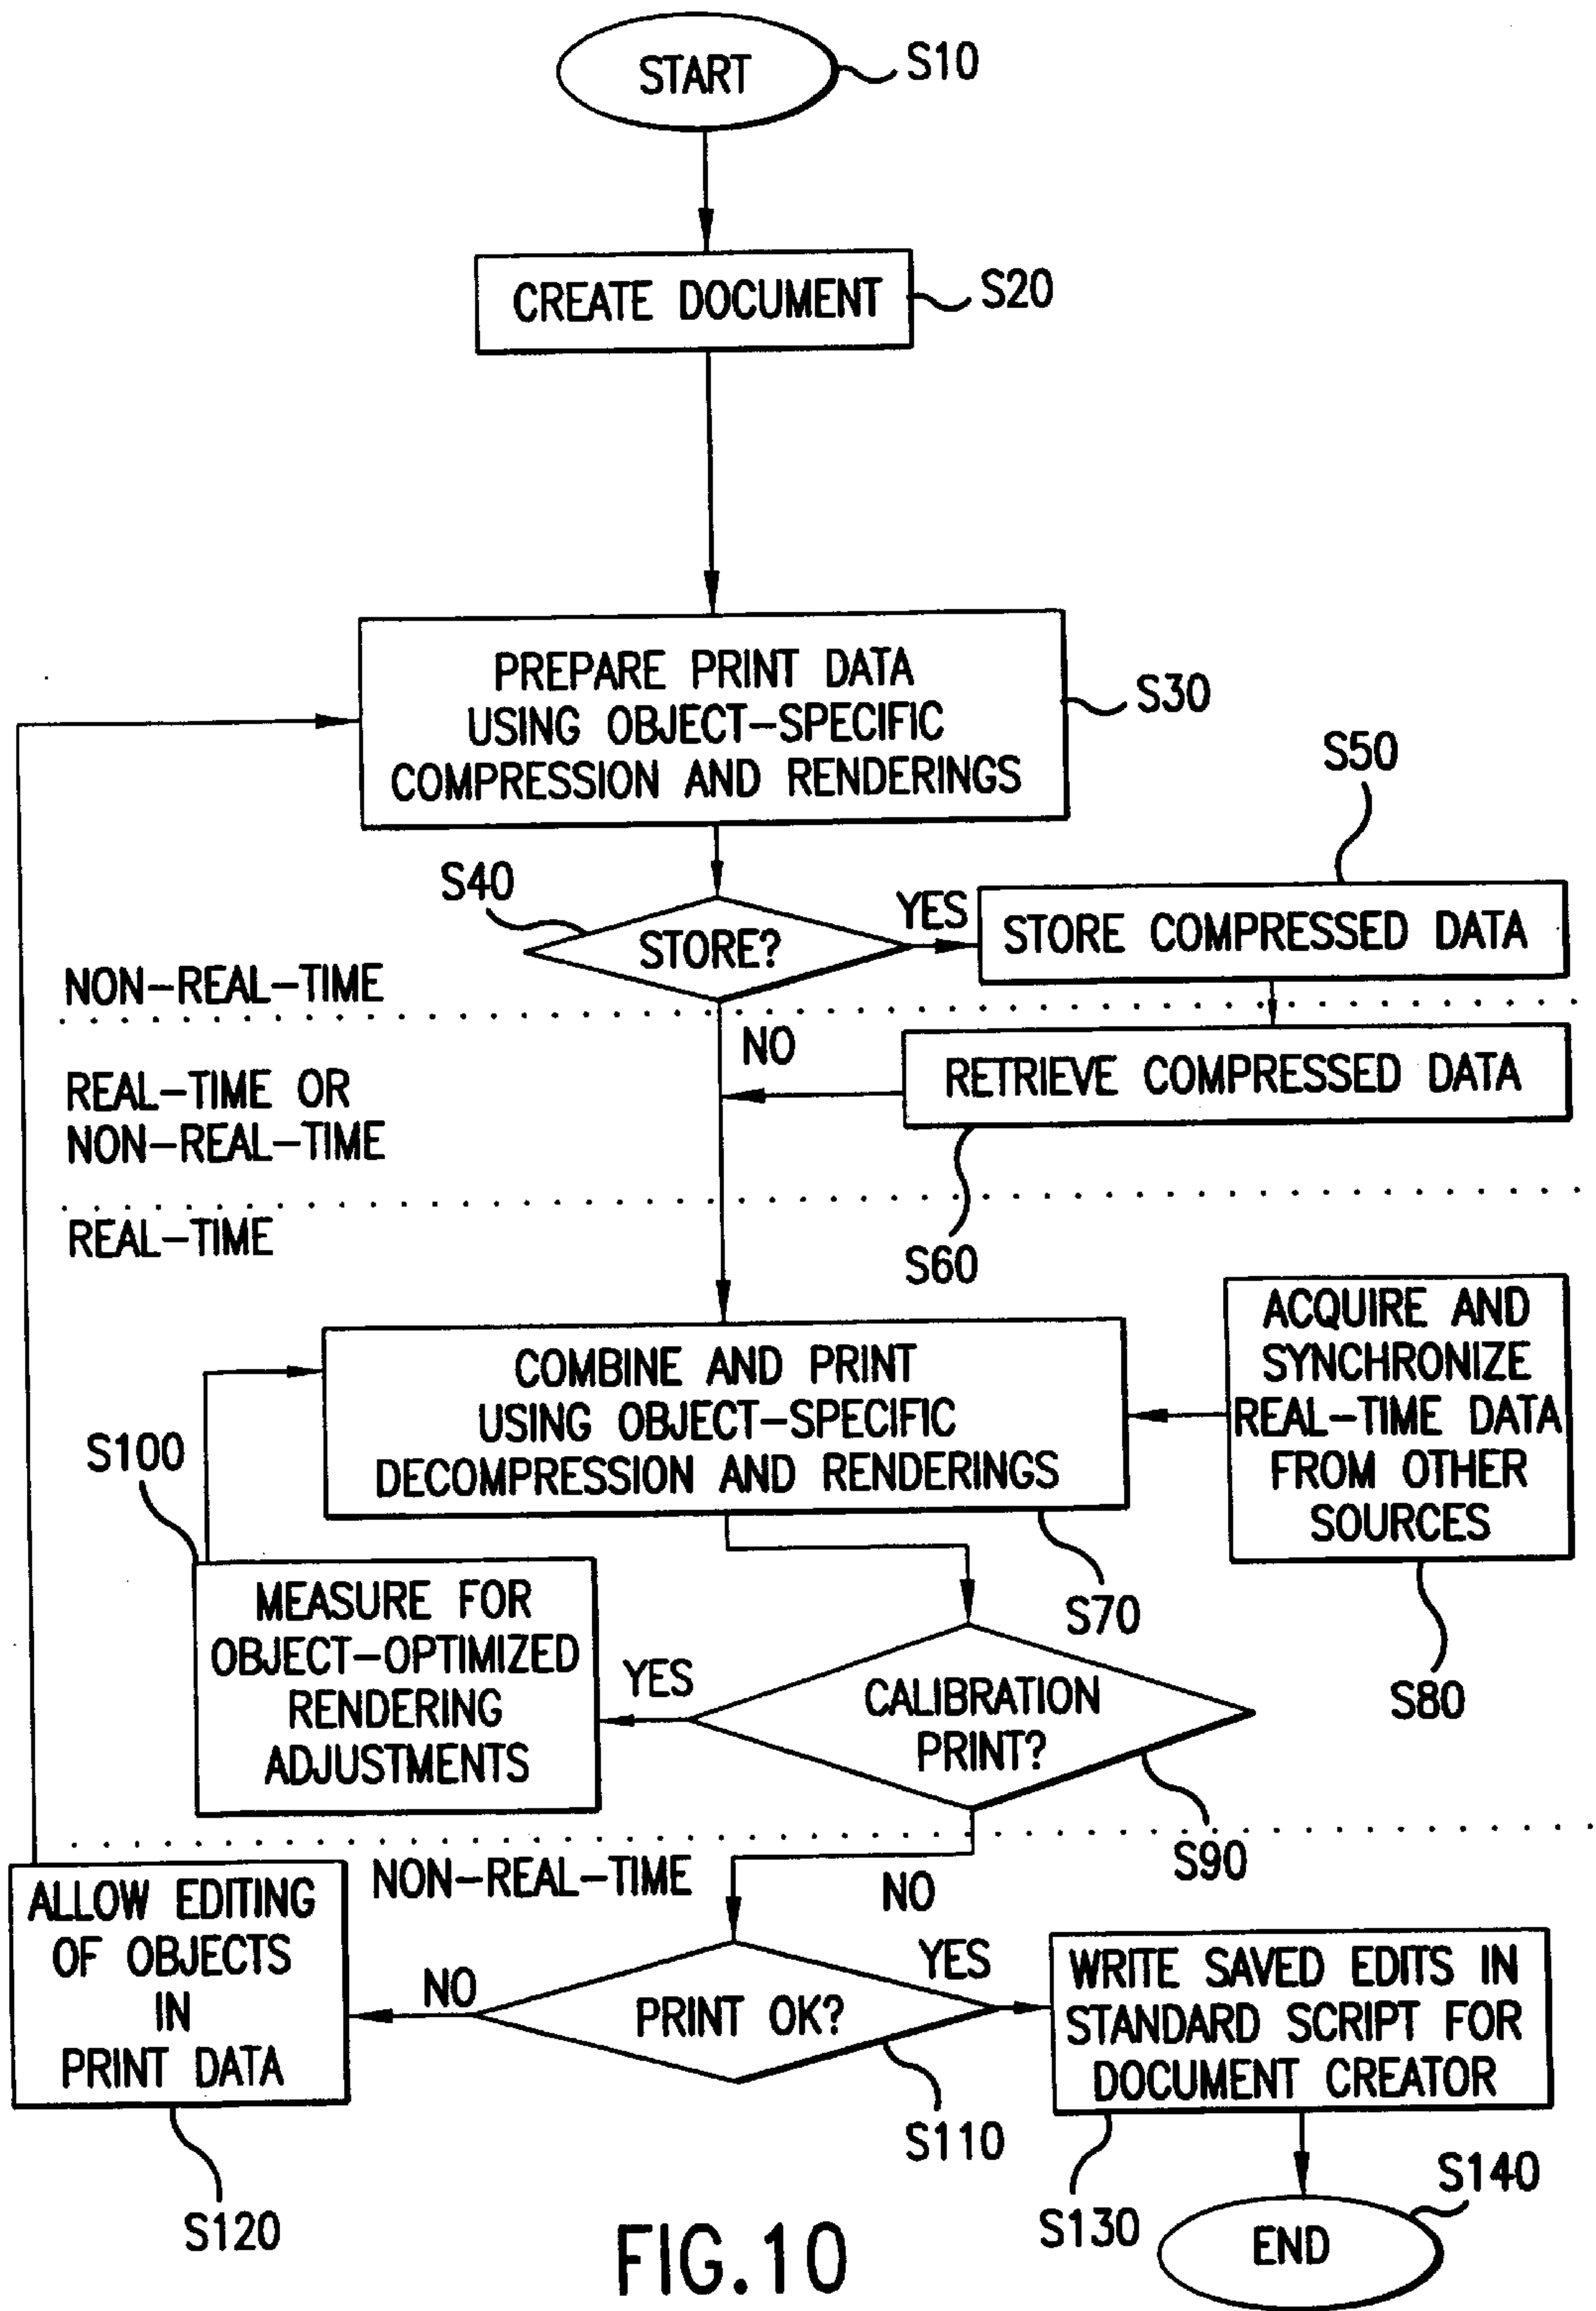 START
S10
CREATE DOCUMENT
S20
PREPARE PRINT DATA
USING OBJECT-SPECIFIC
COMPRESSION AND RENDERINGS
S30
S40
STORE?
YES
S50
STORE COMPRESSED DATA
NON-REAL-TIME
NO
RETRIEVE COMPRESSED DATA
REAL-TIME OR
NON-REAL-TIME
S60
REAL-TIME
COMBINE AND PRINT
USING OBJECT-SPECIFIC
DECOMPRESSION AND RENDERINGS
S70
ACQUIRE AND
SYNCHRONIZE
REAL-TIME DATA
FROM OTHER
SOURCES
S80
S100
MEASURE FOR
OBJECT-OPTIMIZED
RENDERING
ADJUSTMENTS
YES
CALIBRATION
PRINT?
S90
NON-REAL-TIME
NO
ALLOW EDITING
OF OBJECTS
IN
PRINT DATA
S120
NO
PRINT OK?
S110
YES
WRITE SAVED EDITS IN
STANDARD SCRIPT FOR
DOCUMENT CREATOR
S130
S140
END
FIG.10